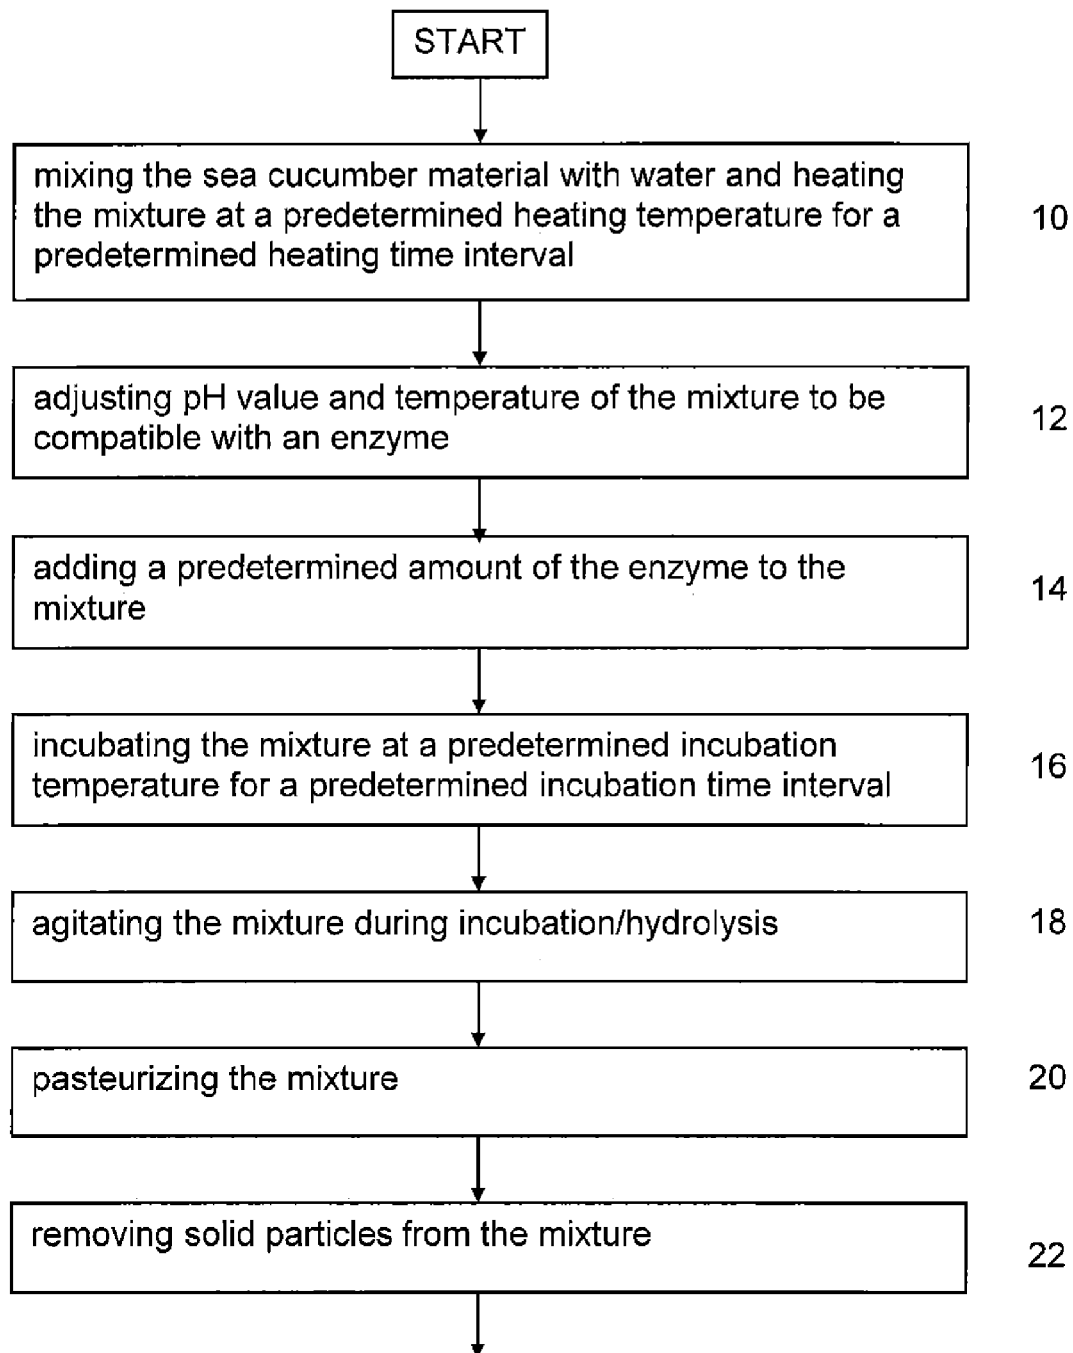 START
mixing the sea cucumber material with water and heating
the mixture at a predetermined heating temperature for a
predetermined heating time interval
10
adjusting pH value and temperature of the mixture to be
compatible with an enzyme
12
adding a predetermined amount of the enzyme to the
mixture
14
incubating the mixture at a predetermined incubation
temperature for a predetermined incubation time interval
16
agitating the mixture during incubation/hydrolysis
18
pasteurizing the mixture
20
removing solid particles from the mixture
22